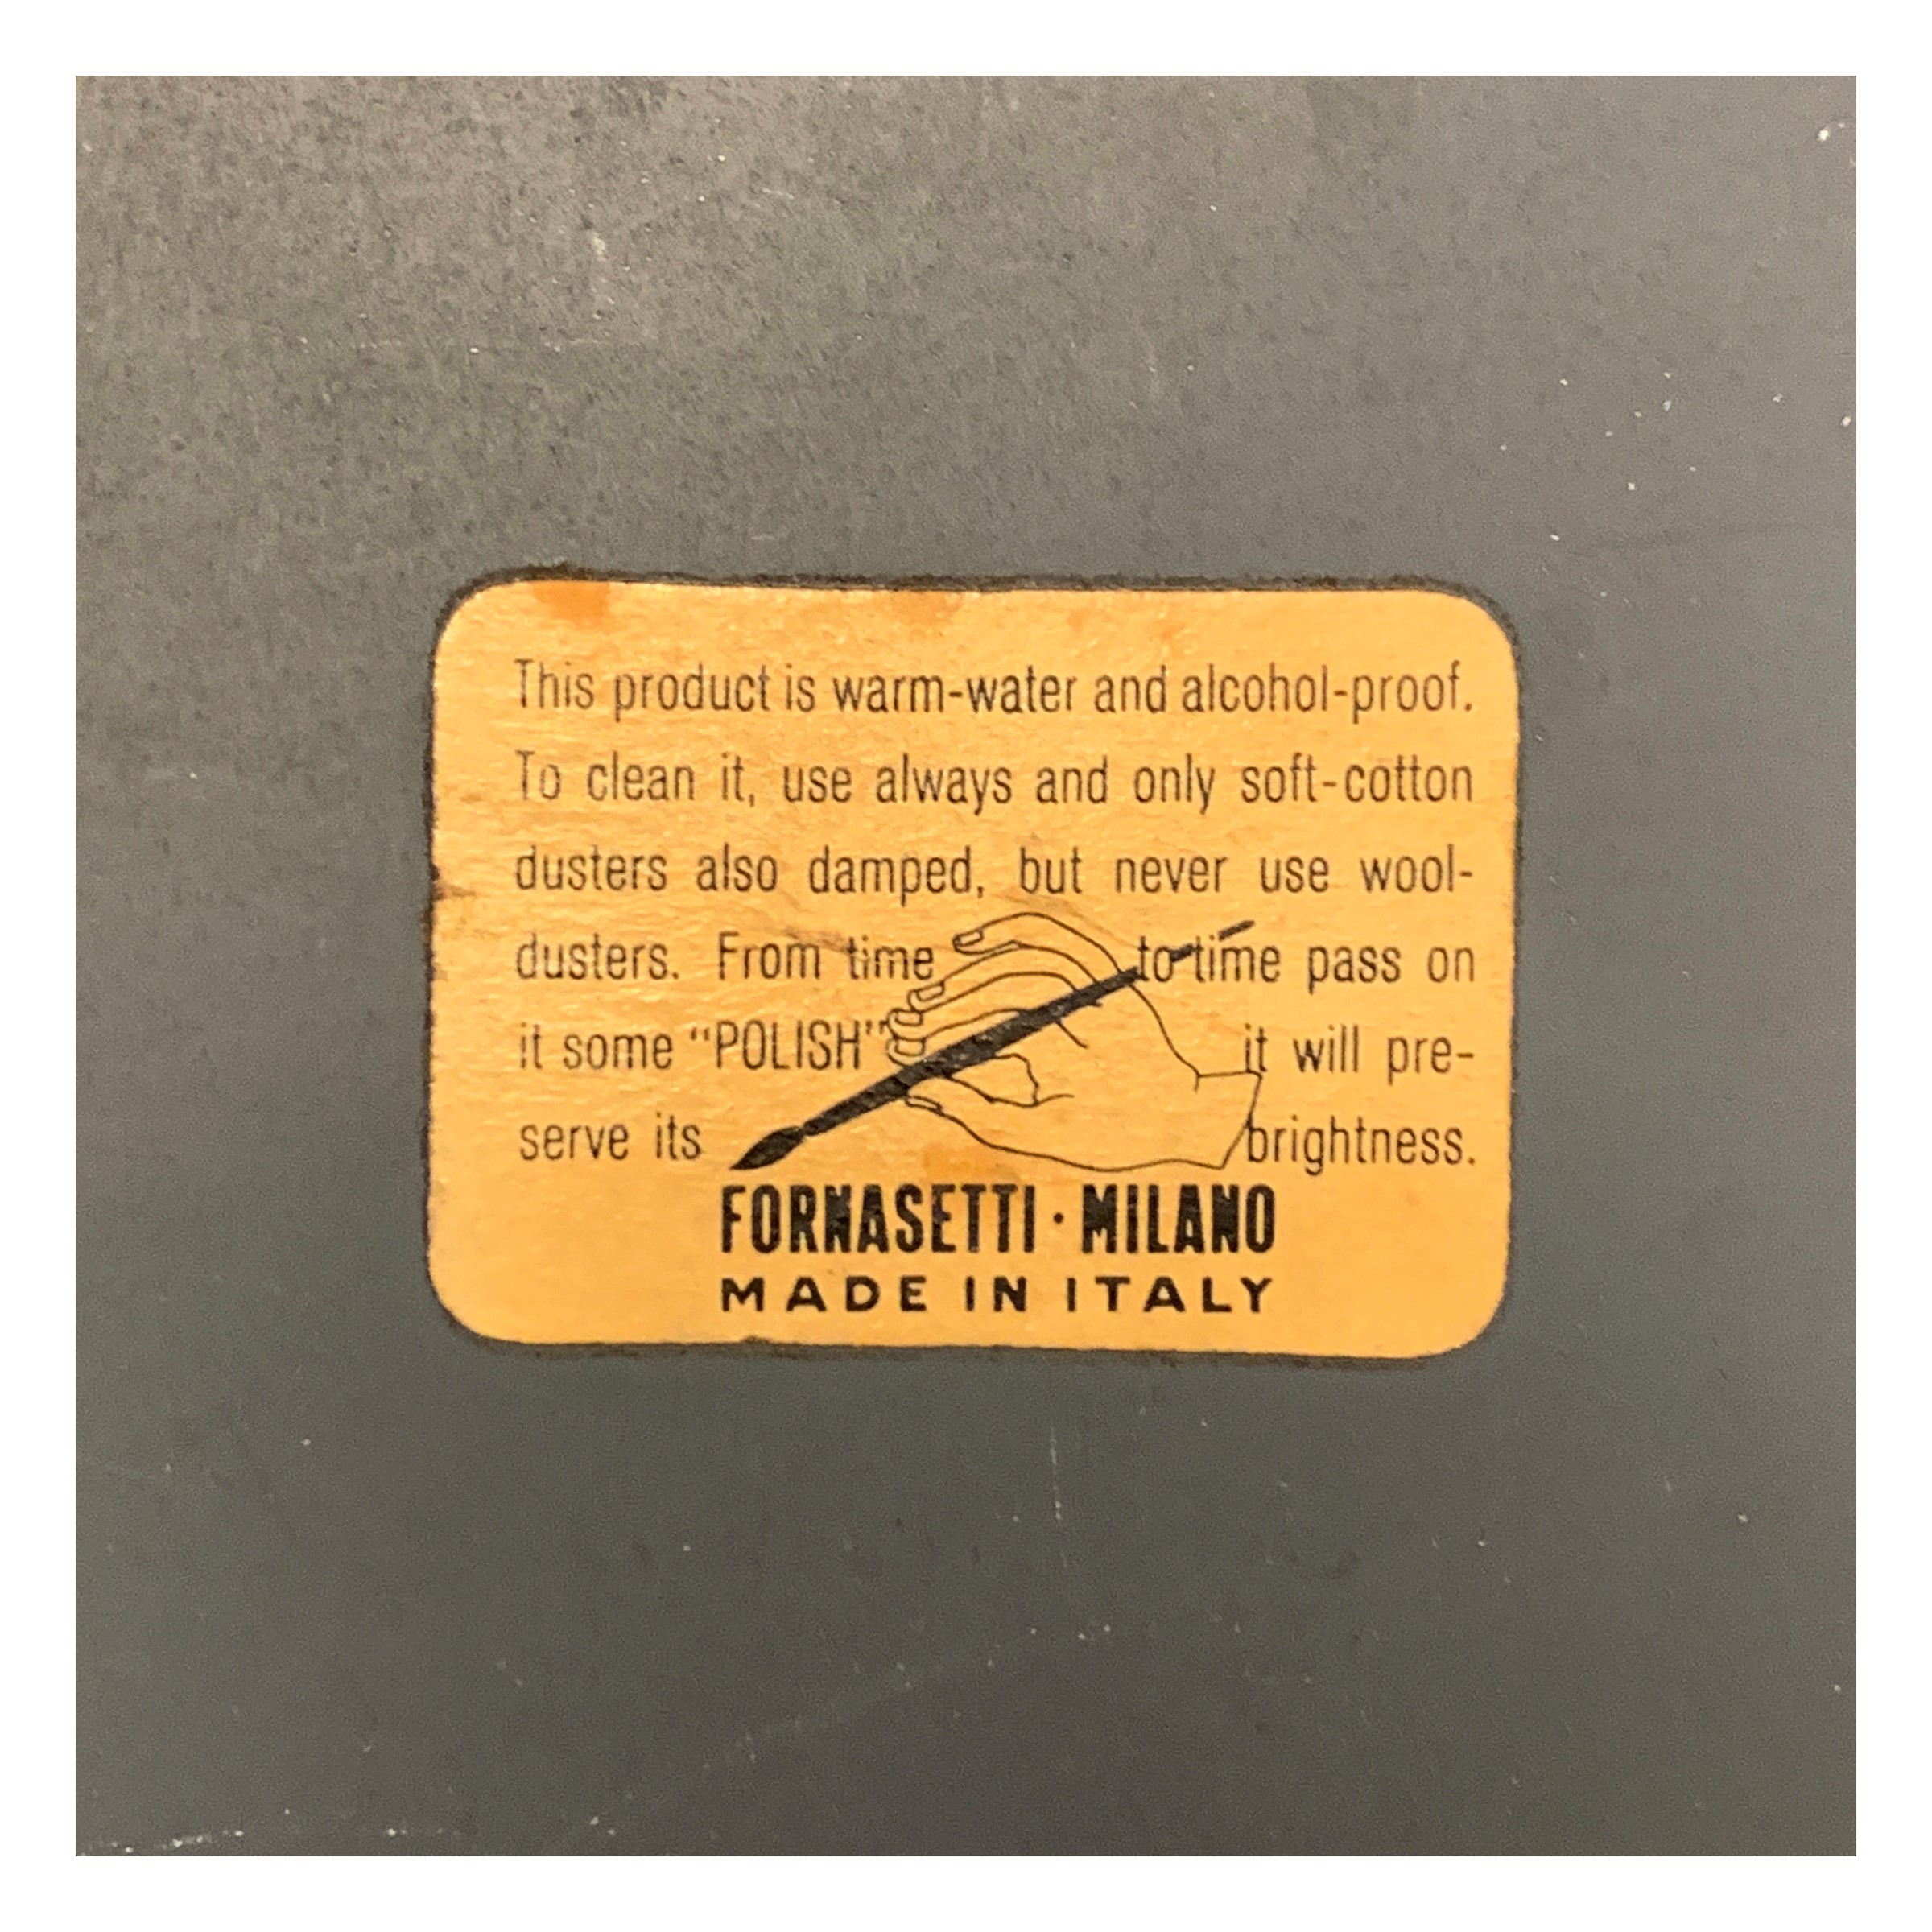 This product is warm-water and alcohol-proof.
To clean it, use always and only soft-cotton
dusters also damped, but never use wool-
dusters. From time to time pass on
it some "POLISH" it will pre-
serve its brightness.
FORNASETTI · MILANO
MADE IN ITALY